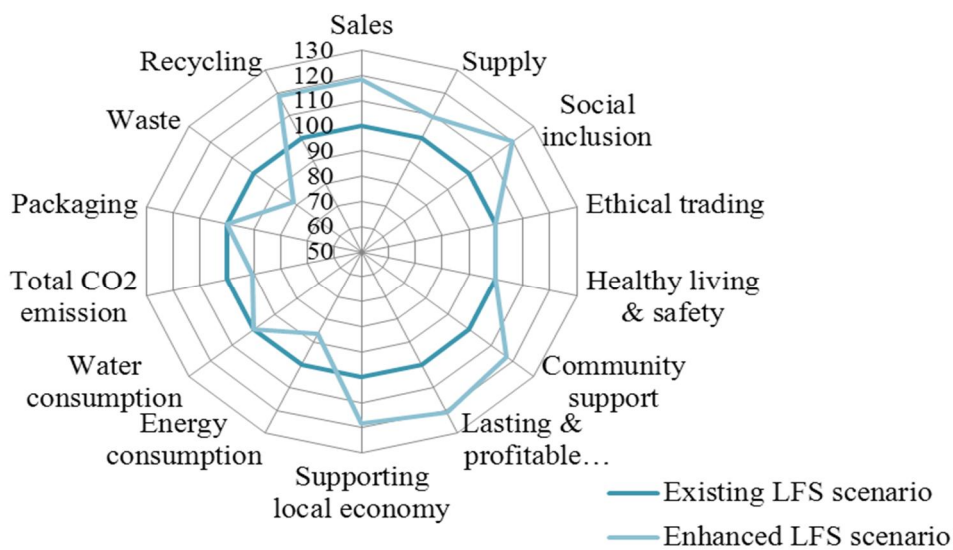 Sales
130
120
110
100
90
80
70
60
50
Supply
Social
inclusion
Ethical trading
Healthy living
& safety
Community
support
Lasting &
profitable…
Supporting
local economy
Energy
consumption
Water
consumption
Total CO2
emission
Packaging
Waste
Recycling
Existing LFS scenario
Enhanced LFS scenario